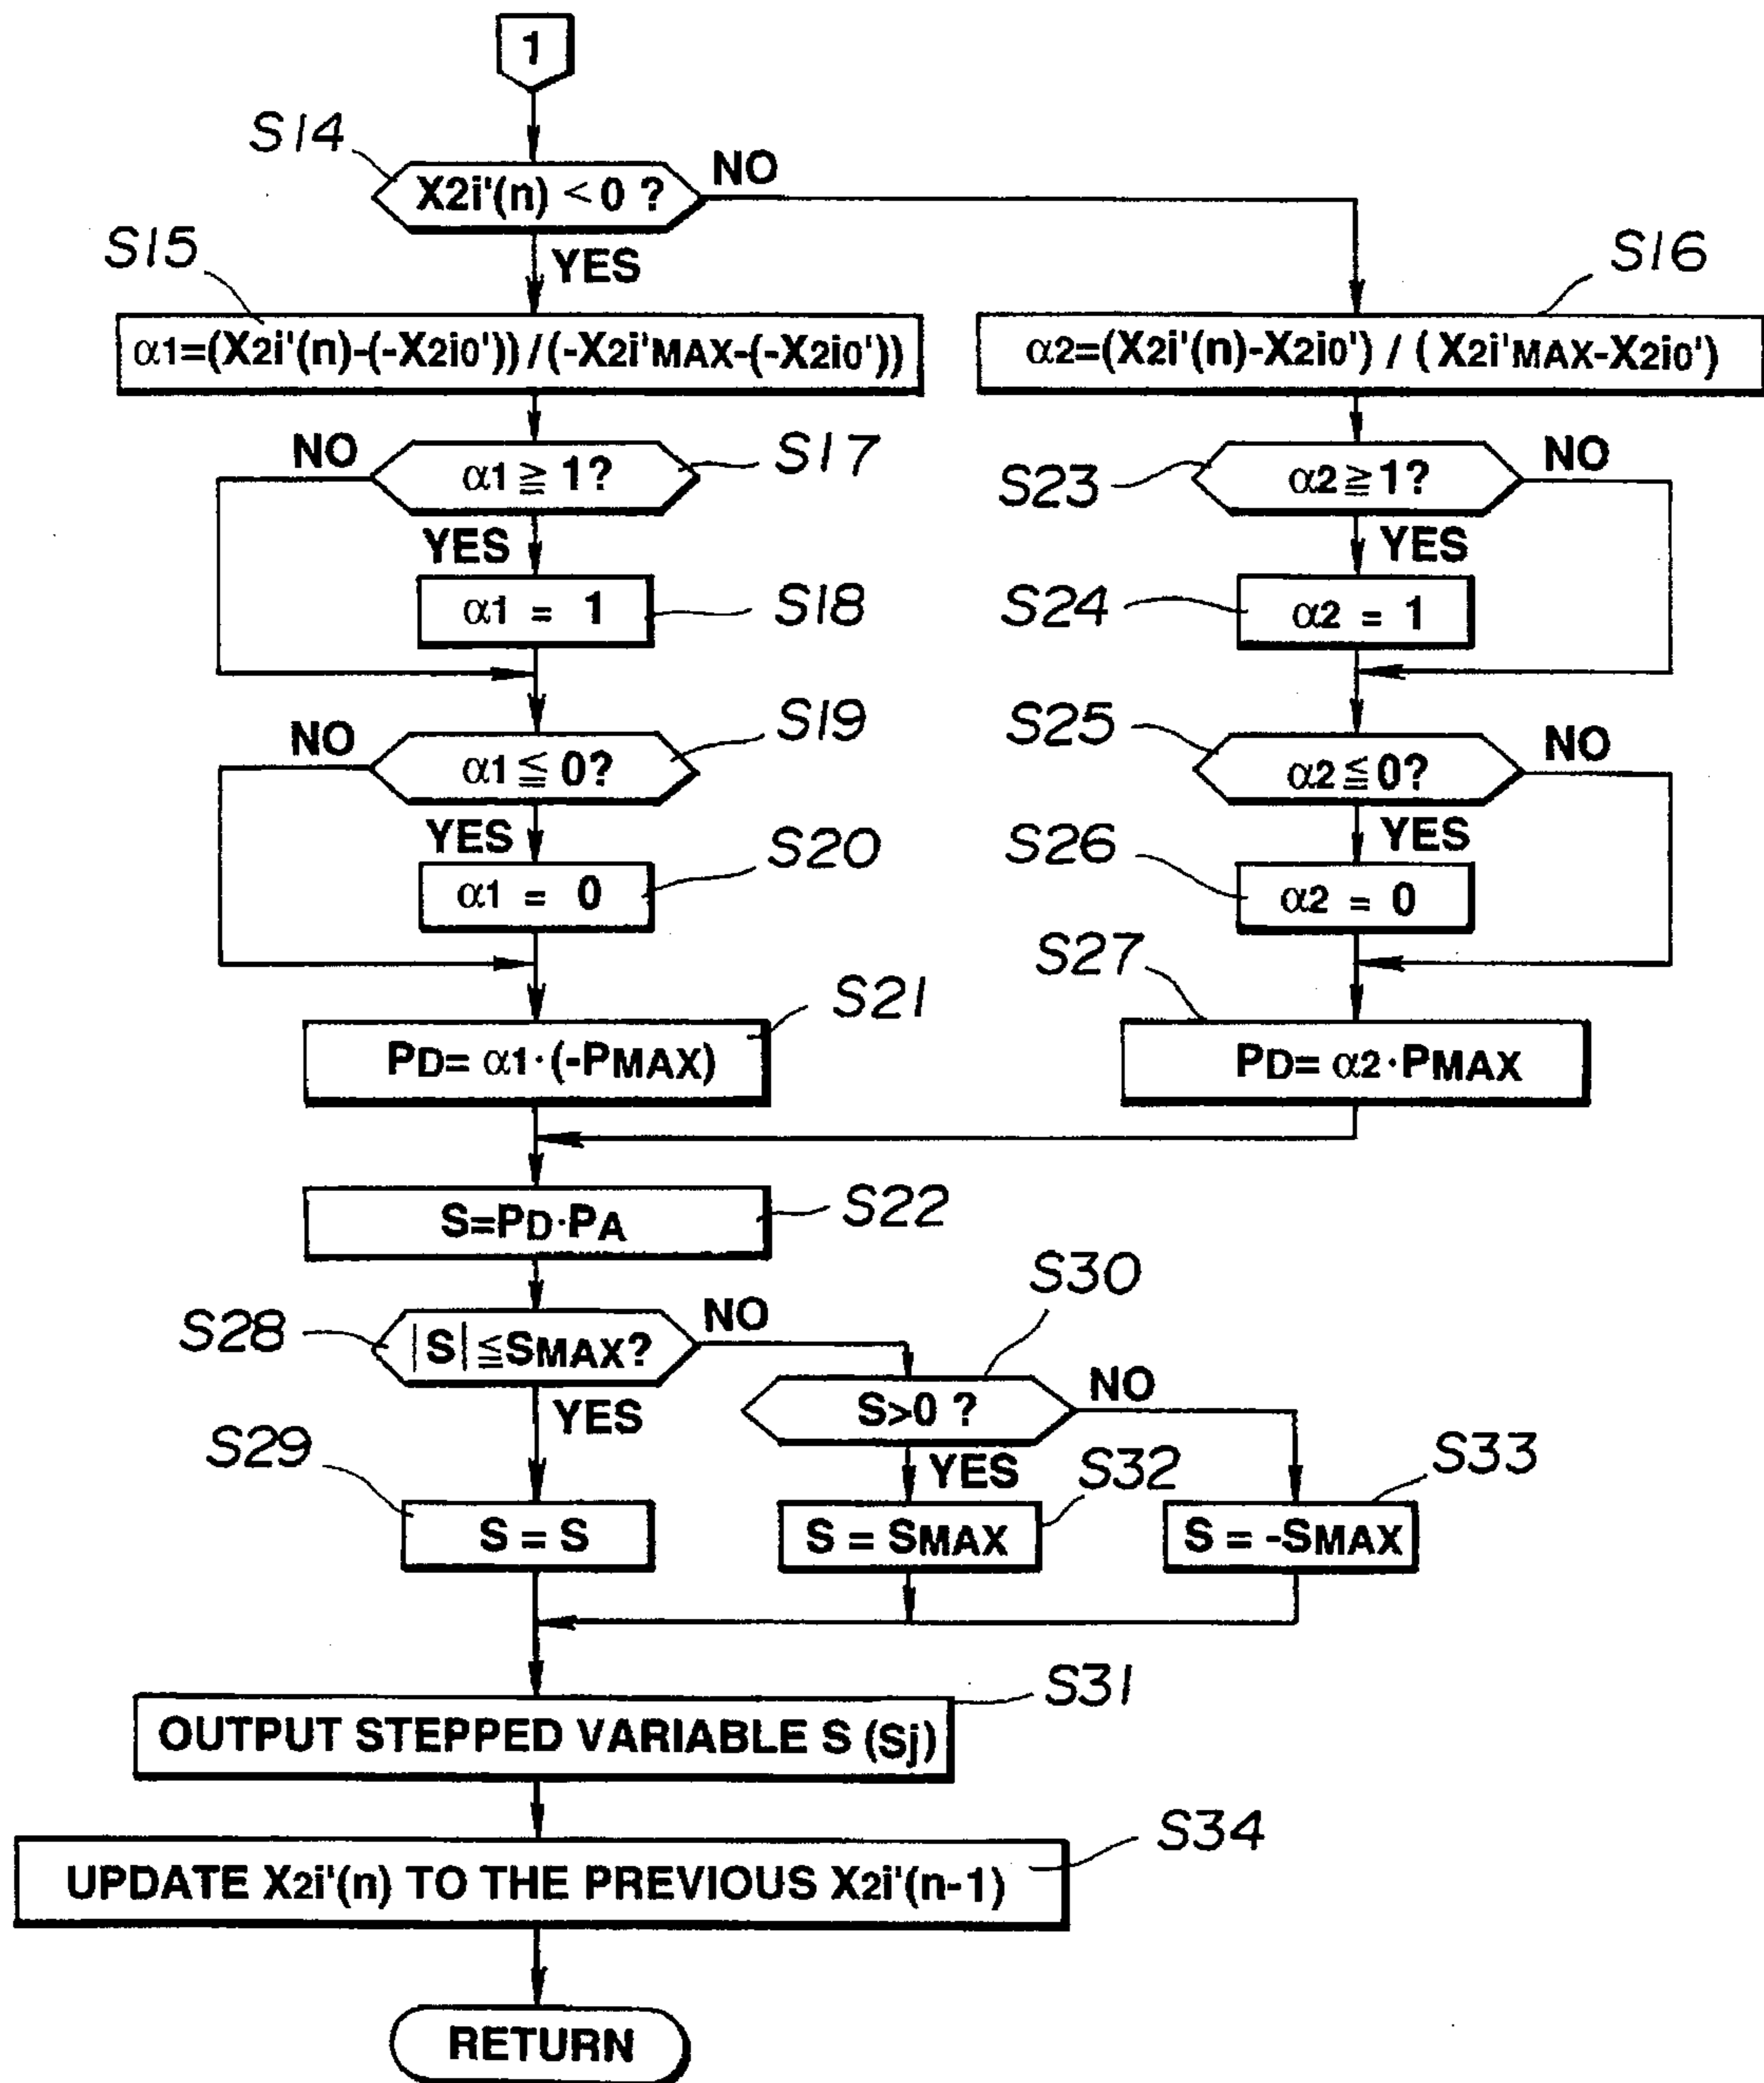 1
S14
X2i'(n) < 0 ?
NO
YES
S15
S16
α1=(X2i'(n)-(-X2i0'))/(-X2i'MAX-(-X2i0'))
α2=(X2i'(n)-X2i0') / ( X2i'MAX-X2i0')
NO
α1 ≧ 1?
S17
S23
α2 ≧ 1?
NO
YES
YES
α1 = 1
S18
S24
α2 = 1
NO
α1 ≦ 0?
S19
S25
α2 ≦ 0?
NO
YES
YES
α1 = 0
S20
S26
α2 = 0
S21
S27
PD= α1·(-PMAX)
PD= α2·PMAX
S=PD·PA
S22
S28
|S| ≦SMAX?
NO
S30
YES
S>0 ?
NO
YES
S29
S32
S33
S = S
S = SMAX
S = -SMAX
S31
OUTPUT STEPPED VARIABLE S (Sj)
S34
UPDATE X2i'(n) TO THE PREVIOUS X2i'(n-1)
RETURN